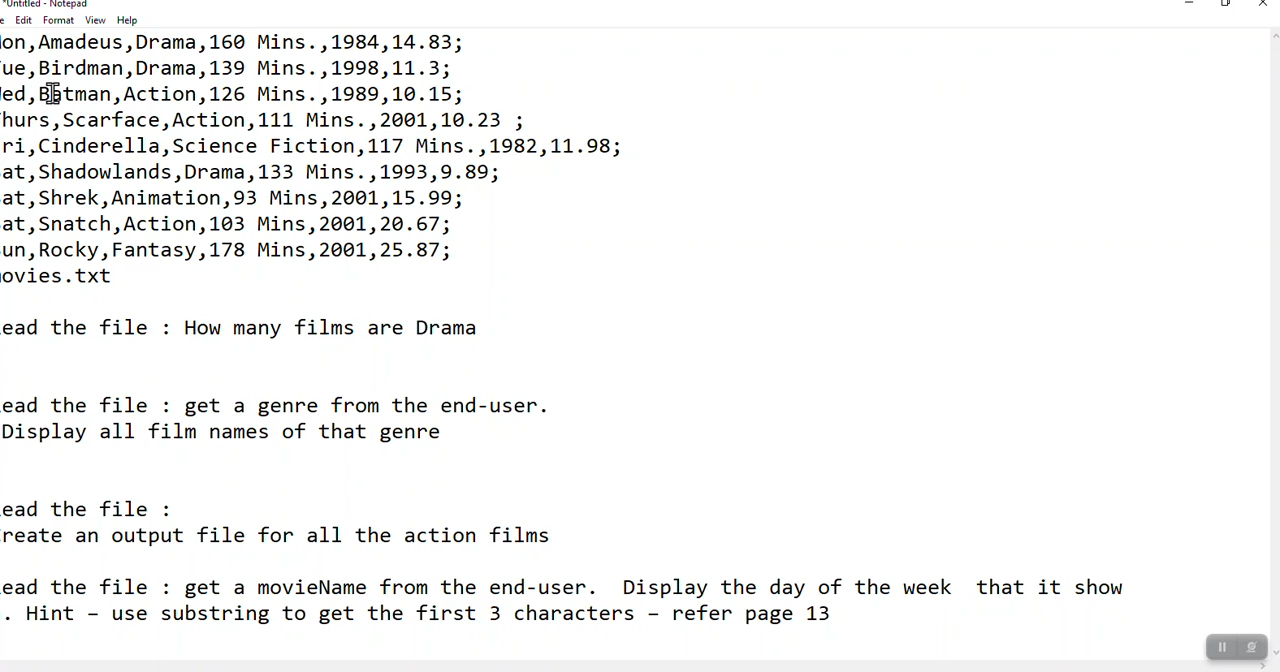 *Untitled - Notepad
e Edit Format View Help
on,Amadeus,Drama,160 Mins.,1984,14.83;
ue,Birdman,Drama,139 Mins.,1998,11.3;
ed,Batman,Action,126 Mins.,1989,10.15;
hurs,Scarface,Action,111 Mins.,2001,10.23 ;
ri,Cinderella,Science Fiction,117 Mins.,1982,11.98;
at,Shadowlands,Drama,133 Mins.,1993,9.89;
at,Shrek,Animation,93 Mins,2001,15.99;
at,Snatch,Action,103 Mins,2001,20.67;
un,Rocky,Fantasy,178 Mins,2001,25.87;
ovies.txt
ead the file : How many films are Drama
ead the file : get a genre from the end-user.
Display all film names of that genre
ead the file :
reate an output file for all the action films
ead the file : get a movieName from the end-user.  Display the day of the week  that it show
. Hint – use substring to get the first 3 characters – refer page 13